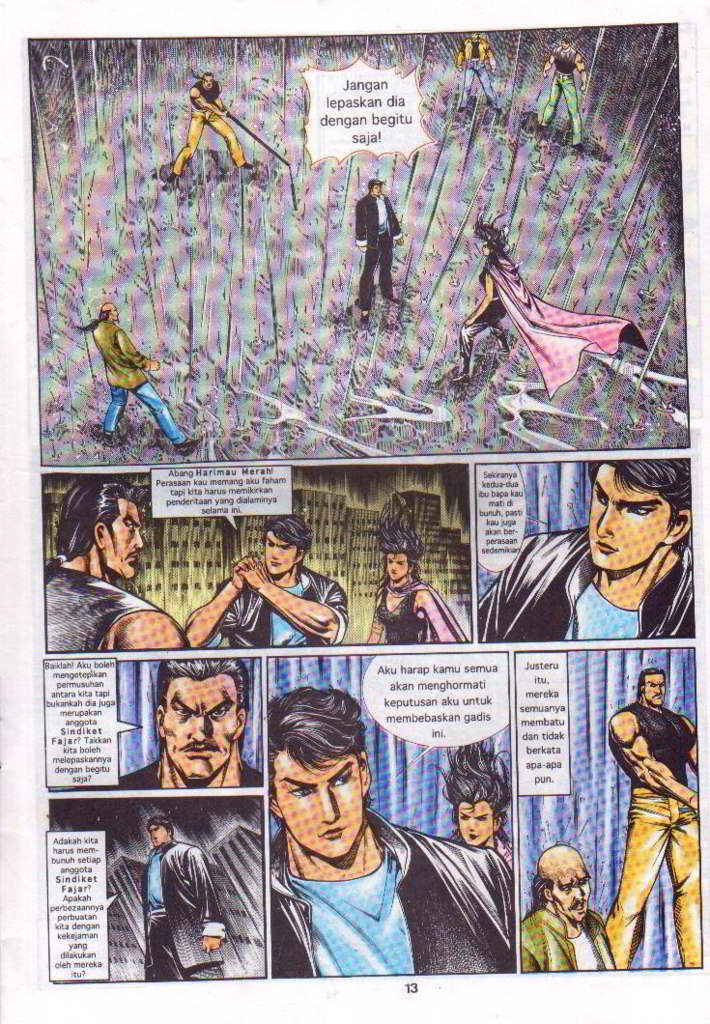 Jangan
lepaskan dia
dengan begitu
saja!
Abang Harimau Merah!
Perasaan kau memang aku faham
tapi kita harus memikirkan
penderitaan yang dialaminya
selama ini.
Sekiranya
kedua-dua
ibu bapa kau
mati di
bunuh, pasti
kau juga
akan ber-
perasaan
sedemikian
Baiklah! Aku boleh
mengetepikan
permusuhan
antara kita tapi
bukankah dia juga
merupakan
anggota
Sindiket
Fajar? Takkan
kita boleh
melepaskannya
dengan begitu
saja?
Adakah kita
harus mem-
bunuh setiap
anggota
Sindiket
Fajar?
Apakah
perbezaannya
perbuatan
kita dengan
kekejaman
yang
dilakukan
oleh mereka
itu?
Aku harap kamu semua
akan menghormati
keputusan aku untuk
membebaskan gadis
ini.
Justeru
itu,
mereka
semuanya
membatu
dan tidak
berkata
apa-apa
pun.
13